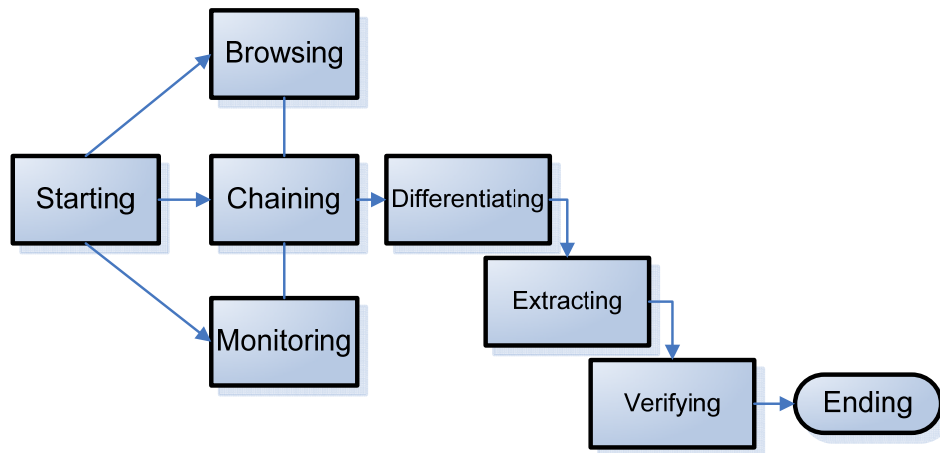 Browsing
Starting
Chaining
Differentiating
Monitoring
Extracting
Verifying
Ending